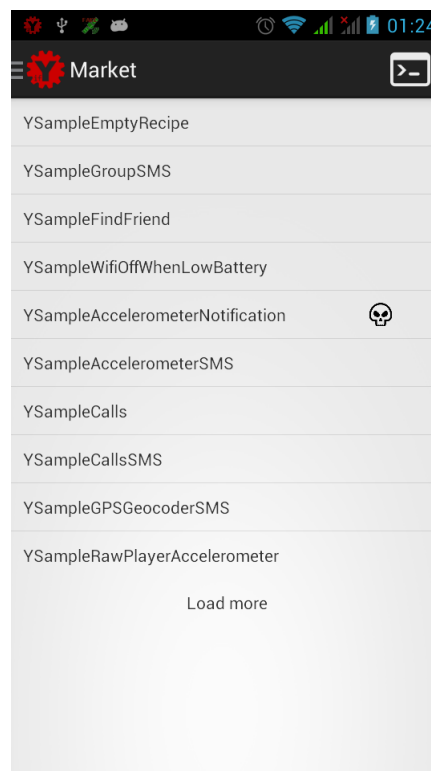 01:24
Market
YSampleEmptyRecipe
YSampleGroupSMS
YSampleFindFriend
YSampleWifiOffWhenLowBattery
YSampleAccelerometerNotification
YSampleAccelerometerSMS
YSampleCalls
YSampleCallsSMS
YSampleGPSGeocoderSMS
YSampleRawPlayerAccelerometer
Load more